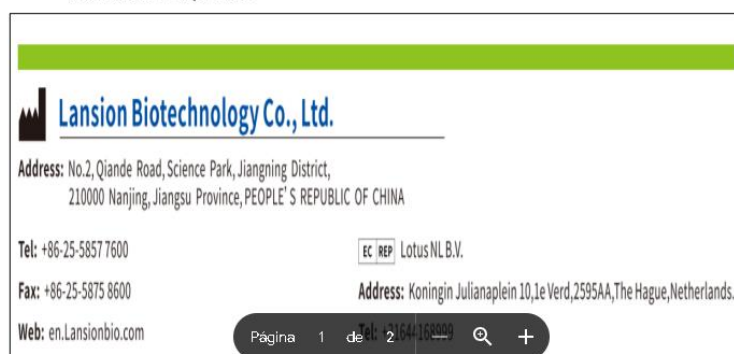 Lansion Biotechnology Co., Ltd.
Address: No.2, Qiande Road, Science Park, Jiangning District,
210000 Nanjing, Jiangsu Province, PEOPLE'S REPUBLIC OF CHINA
Tel: +86-25-5857 7600
EC REP Lotus NL B.V.
Fax: +86-25-5875 8600
Address: Koningin Julianaplein 10,1e Verd,2595AA,The Hague,Netherlands.
Web: en.Lansionbio.com
Tel: +31644168999
Página 1 de 2